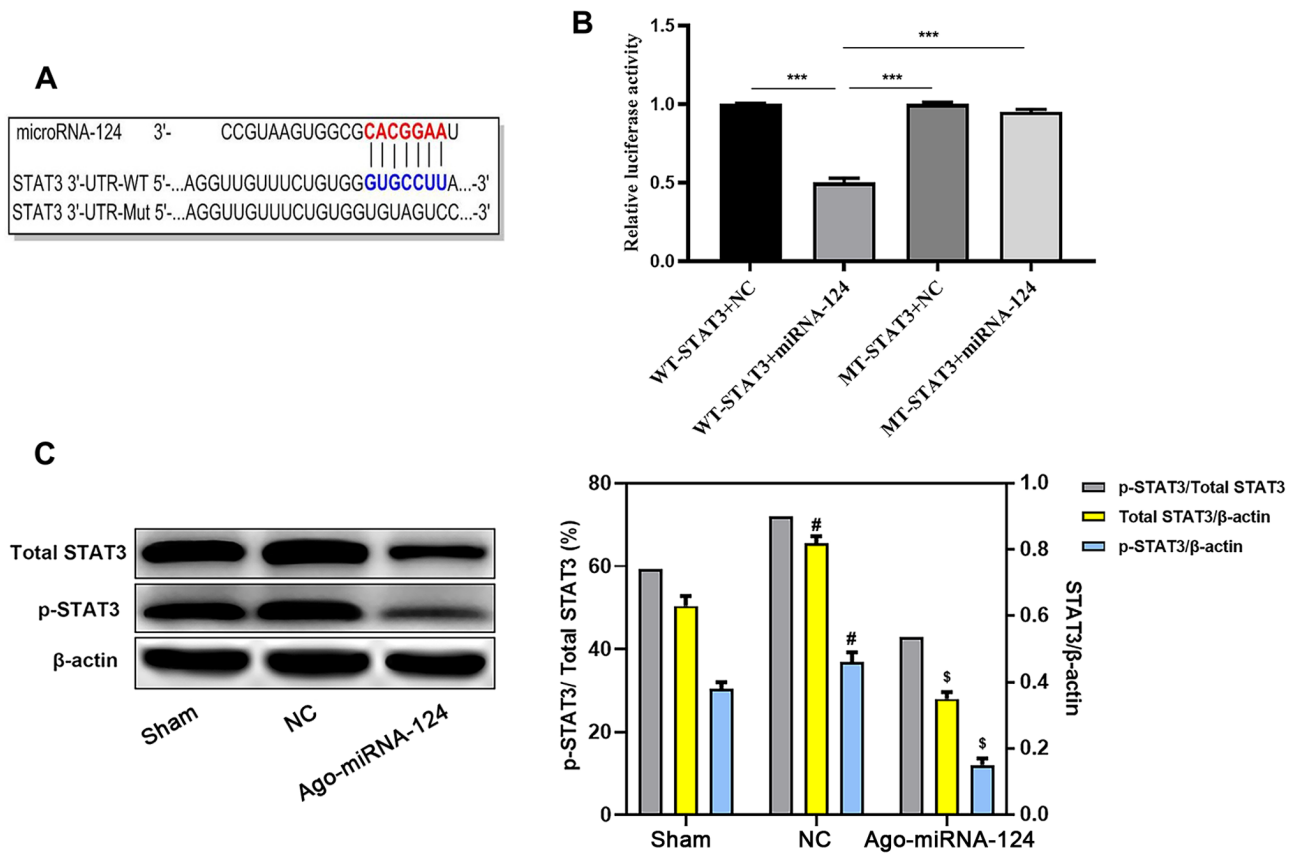 A
microRNA-124 3'- CCGUAAGUGGCGCACGGAAU
STAT3 3'-UTR-WT 5'-...AGGUUGUUUCUGUGGGUGCCUUA...-3'
STAT3 3'-UTR-Mut 5'-...AGGUUGUUUCUGUGGUGUAGUCC...-3'
B
Relative luciferase activity
1.5
1.0
0.5
0.0
***
***
***
WT-STAT3+NC
WT-STAT3+miRNA-124
MT-STAT3+NC
MT-STAT3+miRNA-124
C
Total STAT3
p-STAT3
β-actin
Sham
NC
Ago-miRNA-124
p-STAT3/ Total STAT3 (%)
80
60
40
20
0
#
#
$
$
Sham
NC
Ago-miRNA-124
1.0
0.8
0.6
0.4
0.2
0.0
STAT3/β-actin
p-STAT3/Total STAT3
Total STAT3/β-actin
p-STAT3/β-actin